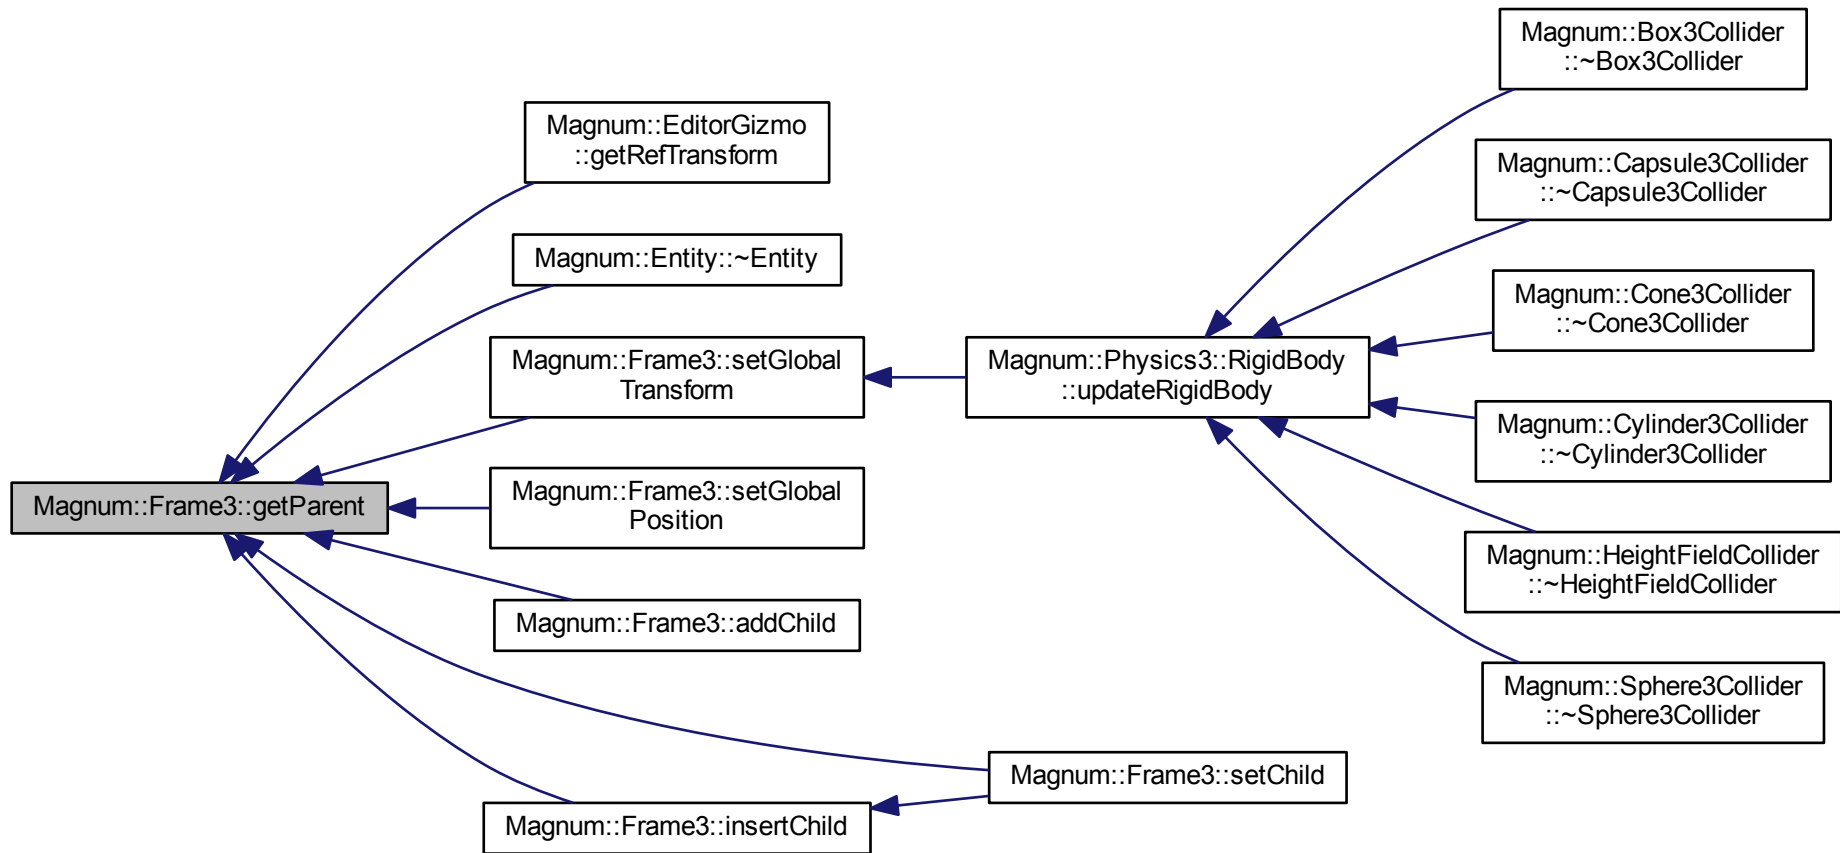 Magnum::Box3Collider
::~Box3Collider
Magnum::EditorGizmo
::getRefTransform
Magnum::Capsule3Collider
::~Capsule3Collider
Magnum::Entity::~Entity
Magnum::Cone3Collider
::~Cone3Collider
Magnum::Frame3::setGlobal
Transform
Magnum::Physics3::RigidBody
::updateRigidBody
Magnum::Cylinder3Collider
::~Cylinder3Collider
Magnum::Frame3::getParent
Magnum::Frame3::setGlobal
Position
Magnum::HeightFieldCollider
::~HeightFieldCollider
Magnum::Frame3::addChild
Magnum::Sphere3Collider
::~Sphere3Collider
Magnum::Frame3::setChild
Magnum::Frame3::insertChild